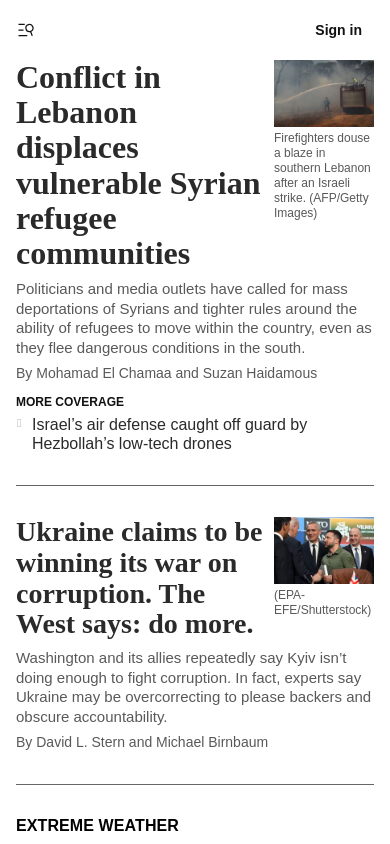 Sign in
Conflict in
Lebanon
displaces
vulnerable Syrian
refugee
communities
Firefighters douse
a blaze in
southern Lebanon
after an Israeli
strike. (AFP/Getty
Images)
Politicians and media outlets have called for mass
deportations of Syrians and tighter rules around the
ability of refugees to move within the country, even as
they flee dangerous conditions in the south.
By Mohamad El Chamaa and Suzan Haidamous
MORE COVERAGE
Israel’s air defense caught off guard by
Hezbollah’s low-tech drones
Ukraine claims to be
winning its war on
corruption. The
West says: do more.
(EPA-
EFE/Shutterstock)
Washington and its allies repeatedly say Kyiv isn’t
doing enough to fight corruption. In fact, experts say
Ukraine may be overcorrecting to please backers and
obscure accountability.
By David L. Stern and Michael Birnbaum
EXTREME WEATHER